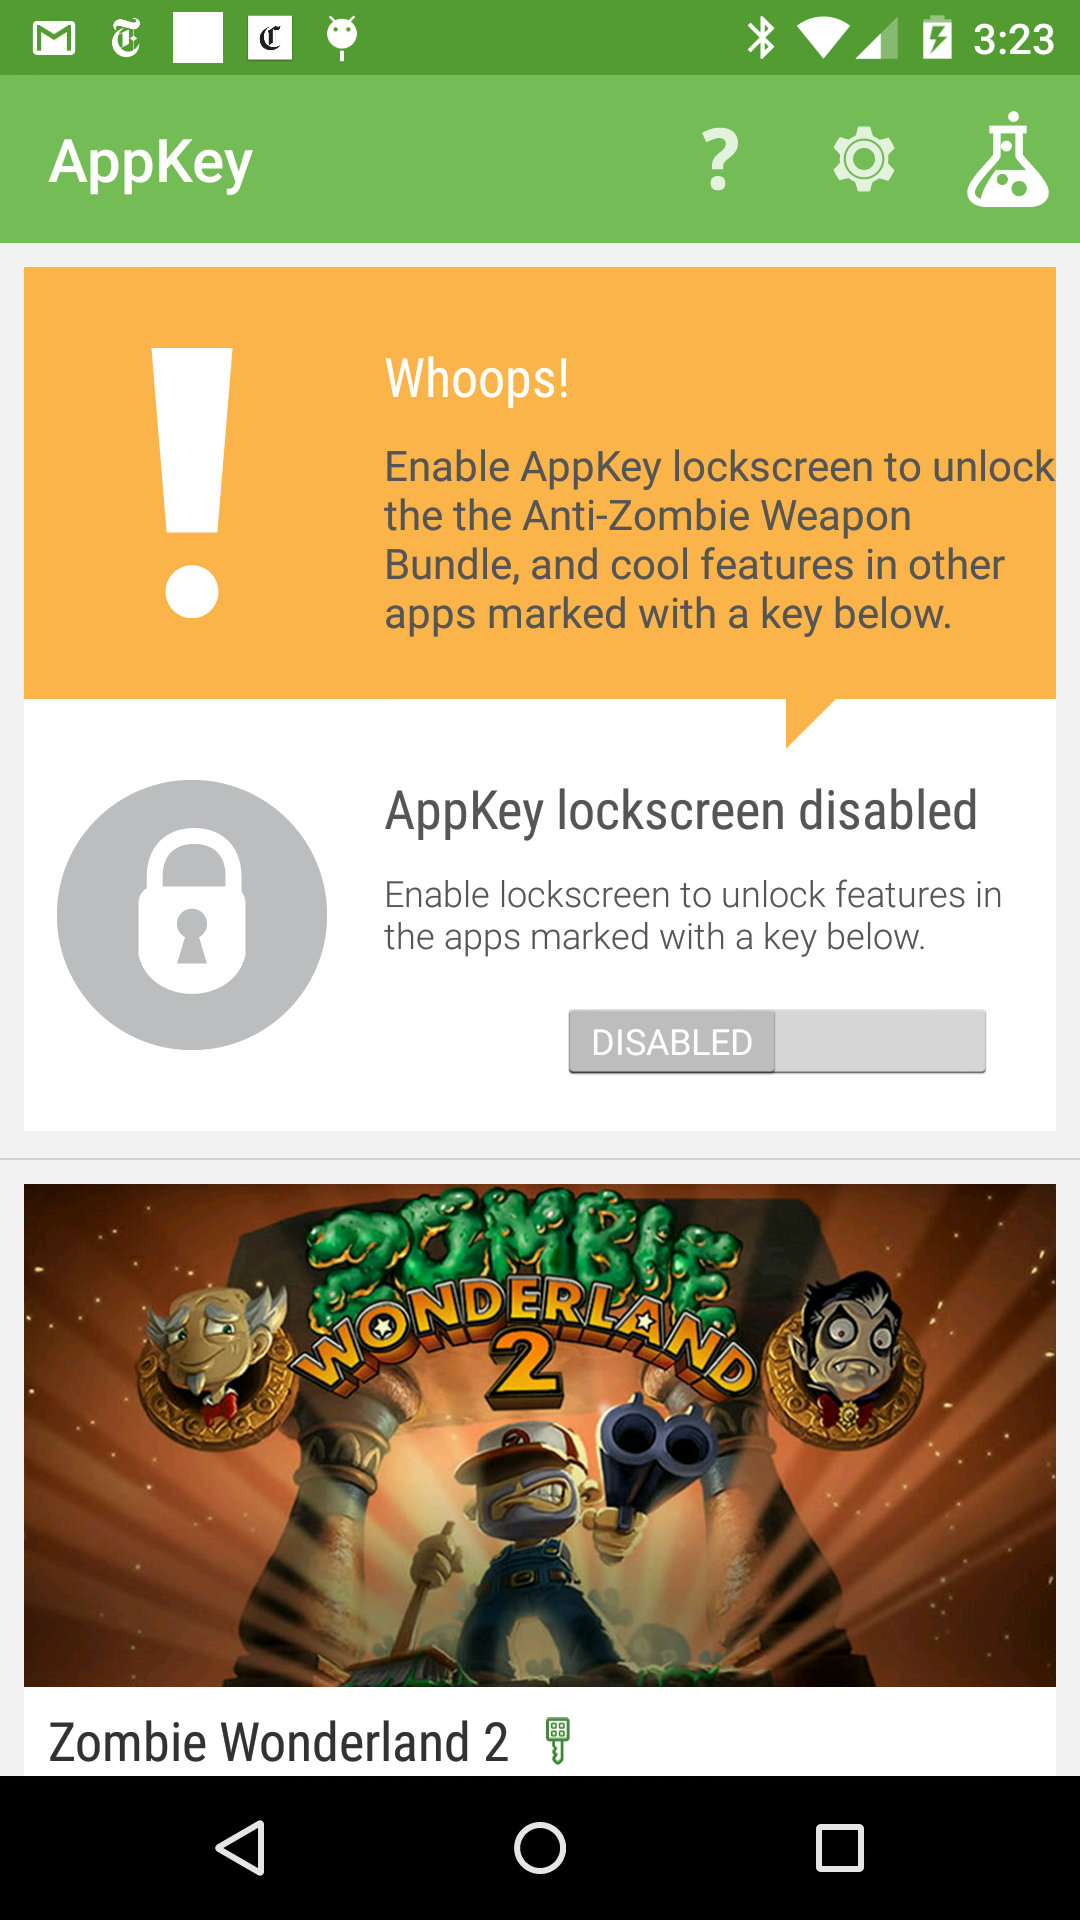 3:23
AppKey
?
!
Whoops!
Enable AppKey lockscreen to unlock
the the Anti-Zombie Weapon
Bundle, and cool features in other
apps marked with a key below.
AppKey lockscreen disabled
Enable lockscreen to unlock features in
the apps marked with a key below.
DISABLED
ZOMBIE
WONDERLAND
2
Zombie Wonderland 2